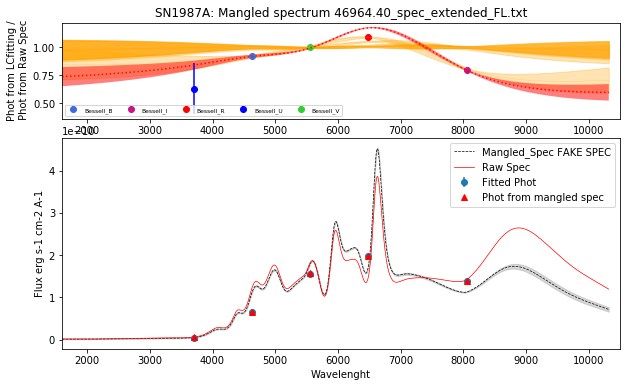 SN1987A: Mangled spectrum 46964.40_spec_extended_FL.txt
Phot from LCfitting /
Phot from Raw Spec
1.00
0.75
0.50
Bessell_B Bessell_I Bessell_R Bessell_U Bessell_V
2000 3000 4000 5000 6000 7000 8000 9000 10000
Mangled_Spec FAKE SPEC
Raw Spec
Fitted Phot
Phot from mangled spec
Flux erg s-1 cm-2 A-1
4
3
2
1
0
2000 3000 4000 5000 6000 7000 8000 9000 10000
Wavelenght